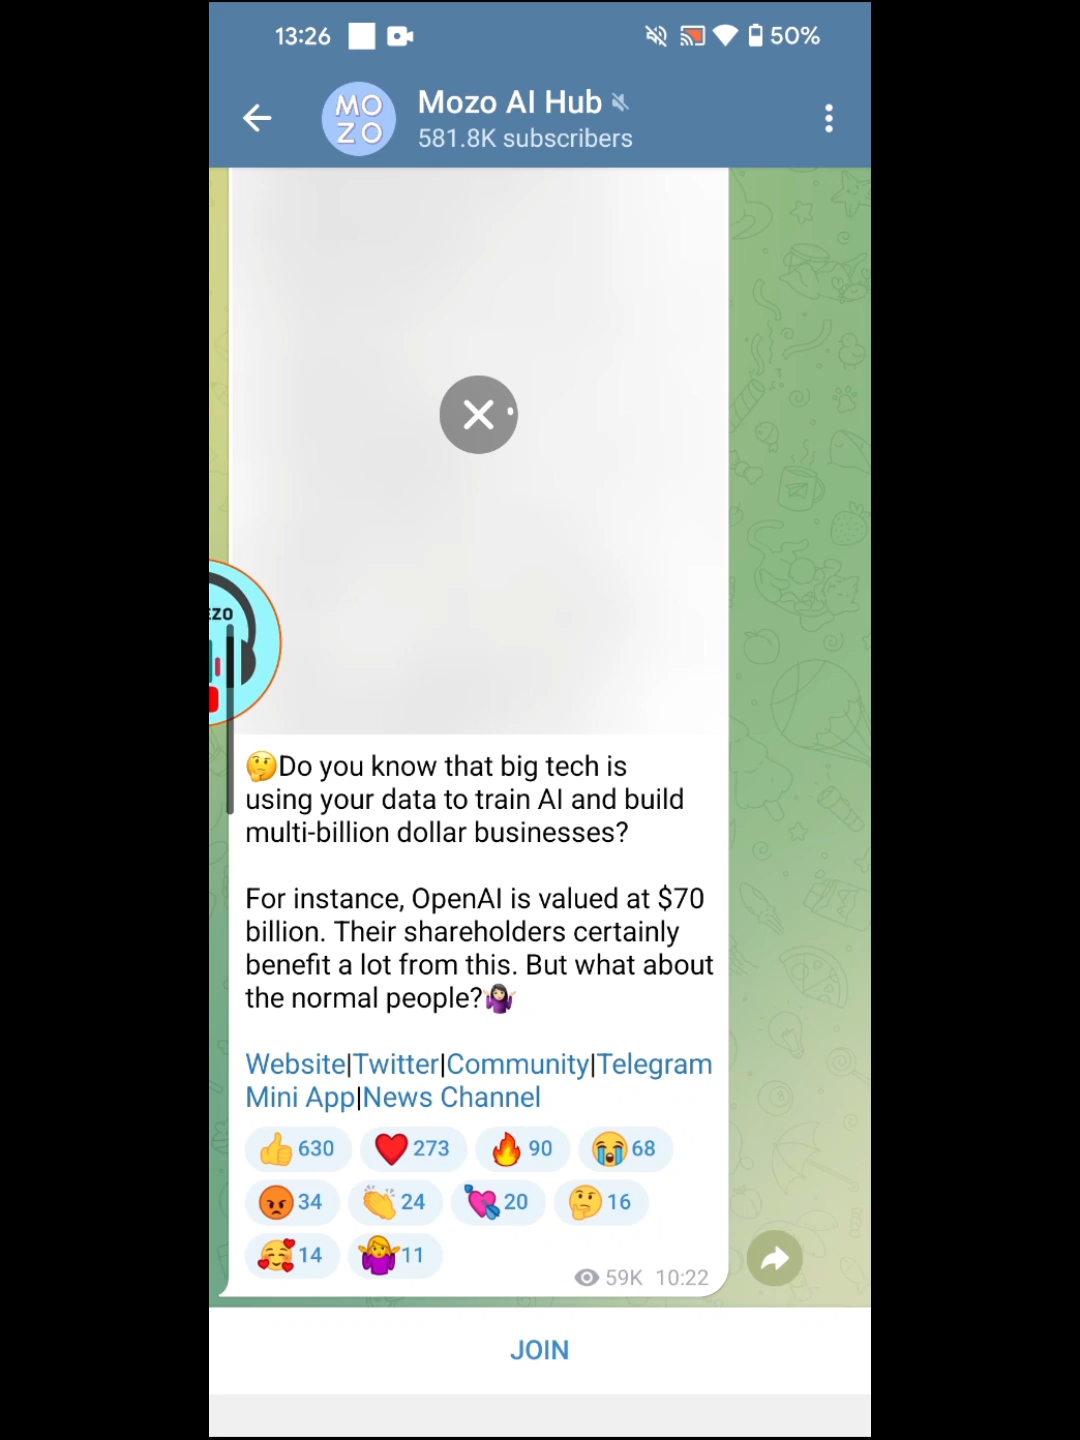 13:26
50%
MO
ZO
Mozo AI Hub
581.8K subscribers
EZO
🤔Do you know that big tech is
using your data to train AI and build
multi-billion dollar businesses?
For instance, OpenAI is valued at $70
billion. Their shareholders certainly
benefit a lot from this. But what about
the normal people?🤷🏻‍♀️
Website|Twitter|Community|Telegram
Mini App|News Channel
👍 630 ❤️ 273 🔥 90 😭 68
😡 34 👏 24 💘 20 🤔 16
🥰 14 🤷‍♀️ 11
59K 10:22
JOIN